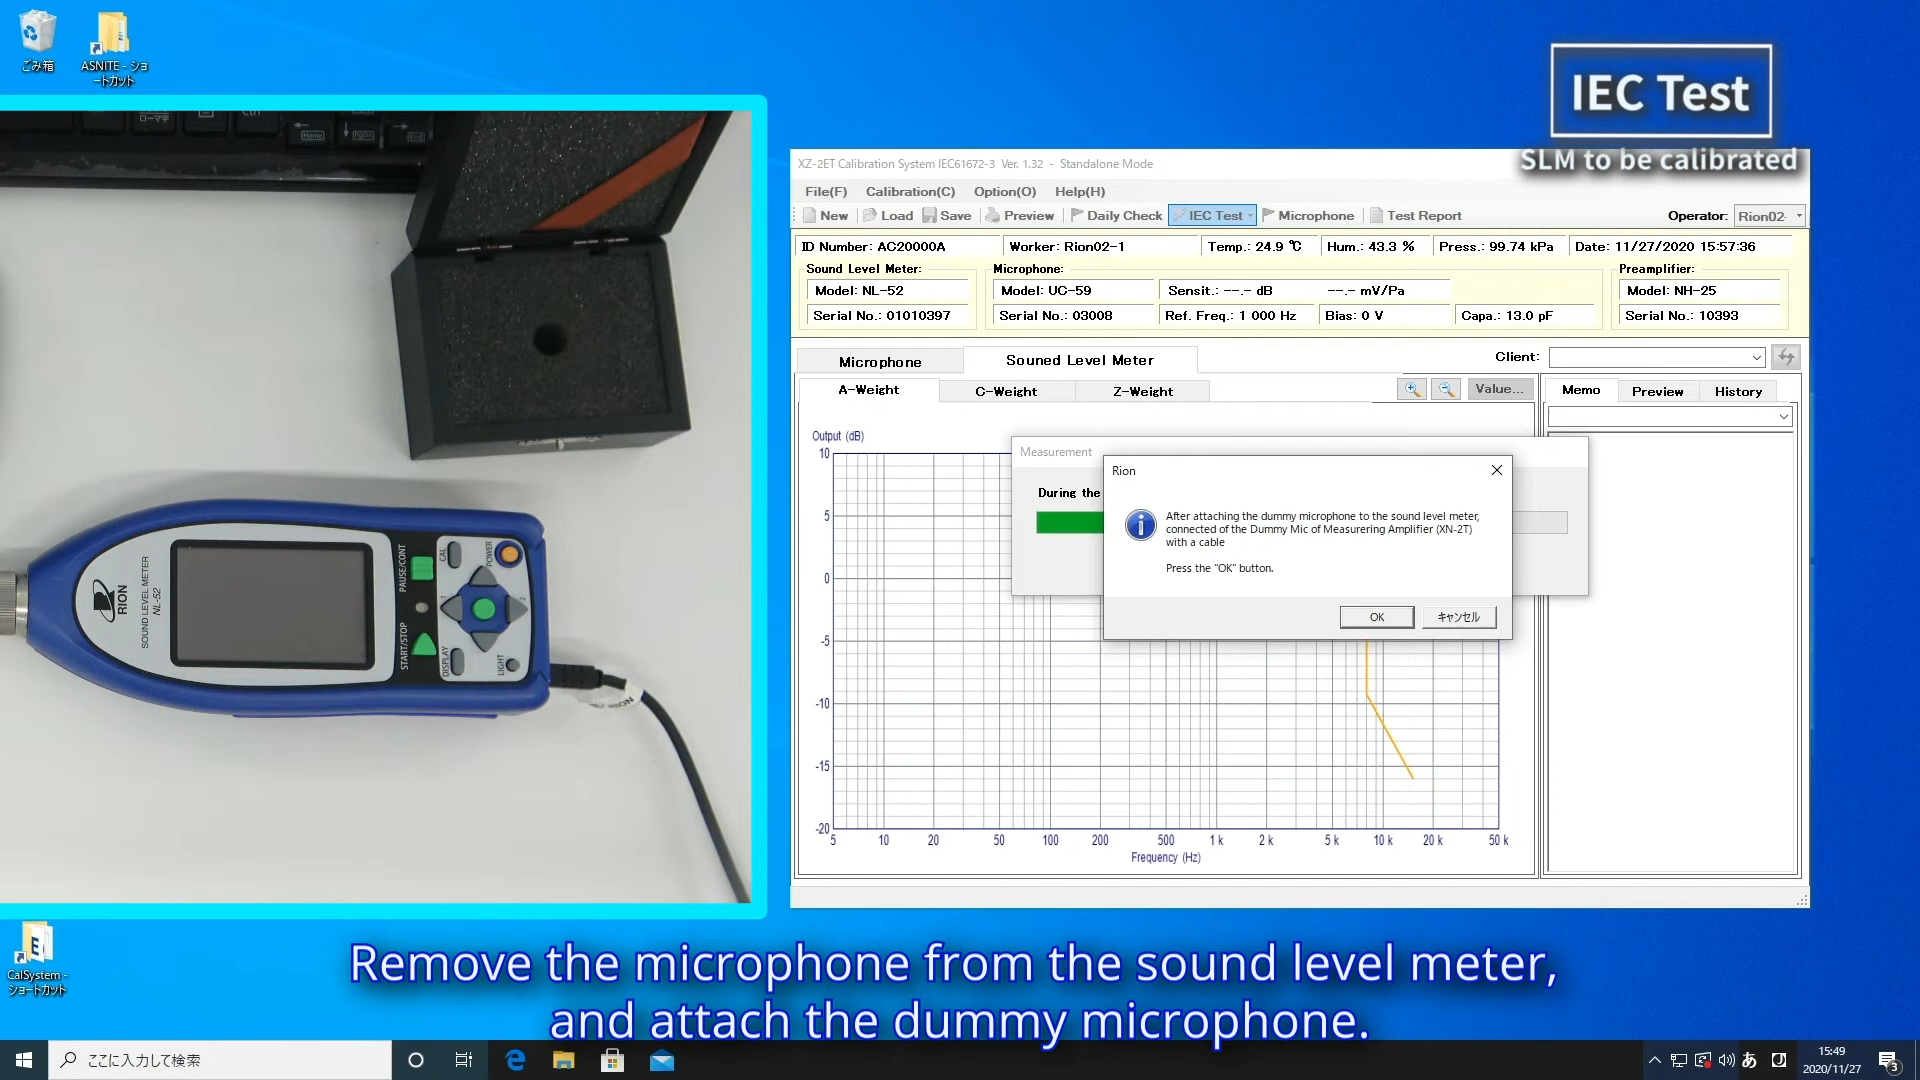 ごみ箱
ASNITE - ショ
ートカット
IEC Test
SLM to be calibrated
XZ-2ET Calibration System IEC61672-3 Ver. 1.32 - Standalone Mode
File(F) Calibration(C) Option(O) Help(H)
New Load Save Preview Daily Check IEC Test Microphone Test Report Operator: Rion02-
ID Number: AC20000A Worker: Rion02-1 Temp.: 24.9 ℃ Hum.: 43.3 % Press.: 99.74 kPa Date: 11/27/2020 15:57:36
Sound Level Meter: Microphone: Preamplifier:
Model: NL-52 Model: UC-59 Sensit.: --.- dB --.- mV/Pa Model: NH-25
Serial No.: 01010397 Serial No.: 03008 Ref. Freq.: 1 000 Hz Bias: 0 V Capa.: 13.0 pF Serial No.: 10393
Microphone Souned Level Meter Client:
A-Weight C-Weight Z-Weight Value... Memo Preview History
Output (dB)
10
5
0
-5
-10
-15
-20
5 10 20 50 100 200 500 1 k 2 k 5 k 10 k 20 k 50 k
Frequency (Hz)
Measurement
During the
Rion
After attaching the dummy microphone to the sound level meter,
connected of the Dummy Mic of Measurering Amplifier (XN-2T)
with a cable
Press the "OK" button.
OK キャンセル
ローマ字
Home
PgDn
End
Ctrl
RION
SOUND LEVEL METER
NL-52
PAUSE/CONT
START/STOP
CAL
POWER
1
2
DISPLAY
LIGHT
RION
CalSystem -
ショートカット
Remove the microphone from the sound level meter,
and attach the dummy microphone.
ここに入力して検索
あ
15:49
2020/11/27
3